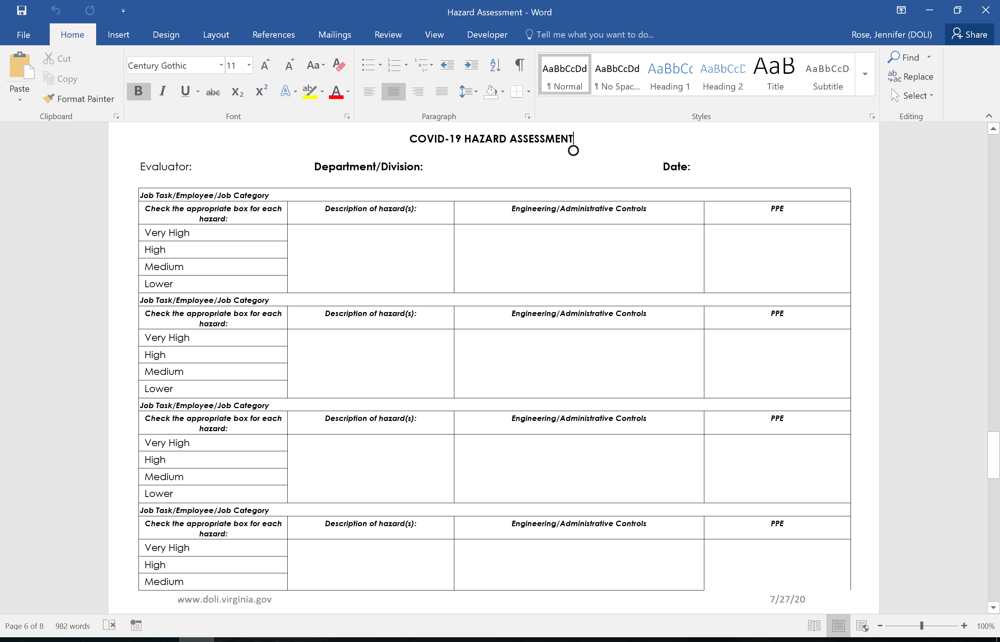 Hazard Assessment - Word
File Home Insert Design Layout References Mailings Review View Developer Tell me what you want to do... Rose, Jennifer (DOLI) Share
Paste
Cut
Copy
Format Painter
Clipboard
Century Gothic 11
Font
Paragraph
AaBbCcDd AaBbCcDd AaBbCc AaBbCcD AaB AaBbCcD
¶ Normal ¶ No Spac... Heading 1 Heading 2 Title Subtitle
Styles
Find
Replace
Select
Editing
COVID-19 HAZARD ASSESSMENT
Evaluator: Department/Division: Date:
Job Task/Employee/Job Category
Check the appropriate box for each hazard: Description of hazard(s): Engineering/Administrative Controls PPE
Very High
High
Medium
Lower
Job Task/Employee/Job Category
Check the appropriate box for each hazard: Description of hazard(s): Engineering/Administrative Controls PPE
Very High
High
Medium
Lower
Job Task/Employee/Job Category
Check the appropriate box for each hazard: Description of hazard(s): Engineering/Administrative Controls PPE
Very High
High
Medium
Lower
Job Task/Employee/Job Category
Check the appropriate box for each hazard: Description of hazard(s): Engineering/Administrative Controls PPE
Very High
High
Medium
www.doli.virginia.gov 7/27/20
Page 6 of 8 982 words 100%